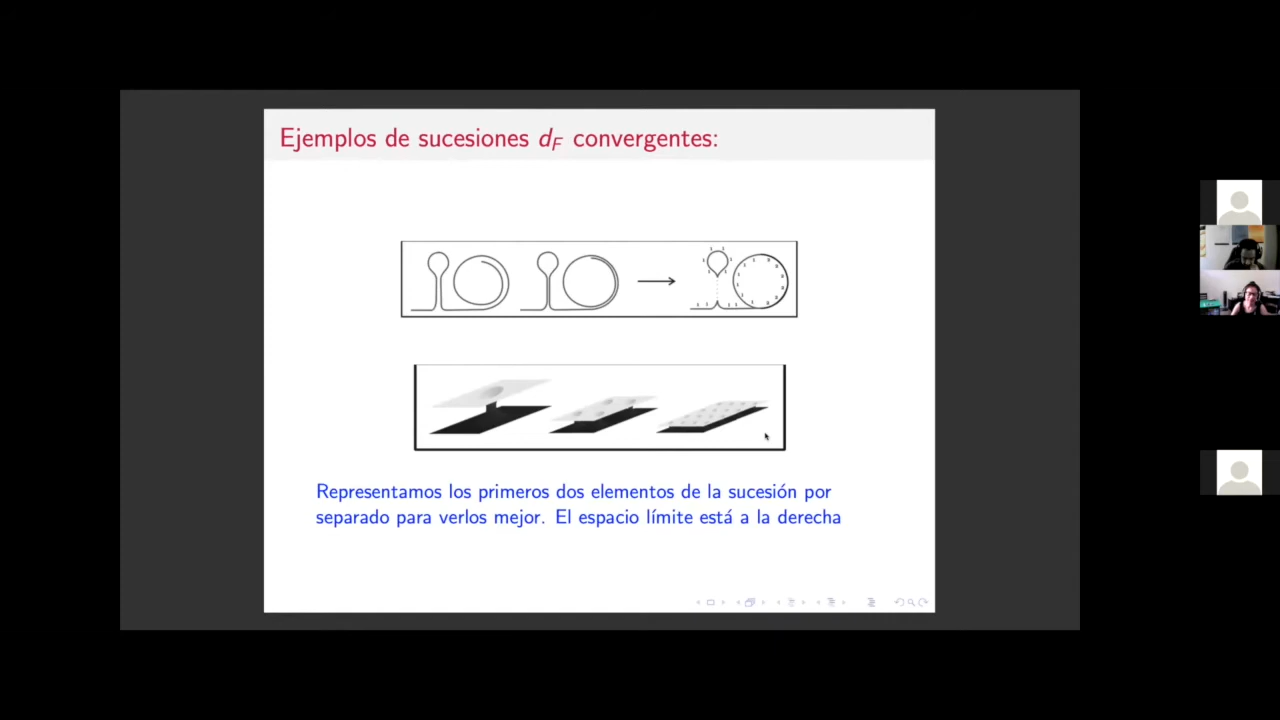 Ejemplos de sucesiones d_F convergentes:
Representamos los primeros dos elementos de la sucesión por
separado para verlos mejor. El espacio límite está a la derecha